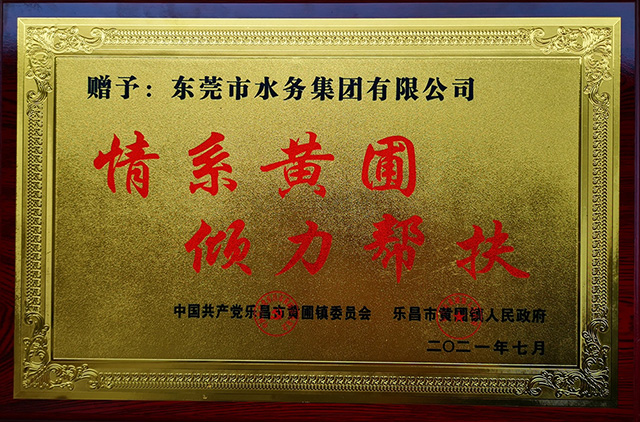 赠予：东莞市水务集团有限公司
情系黄圃
倾力帮扶
中国共产党乐昌市黄圃镇委员会 乐昌市黄圃镇人民政府
二〇二一年七月